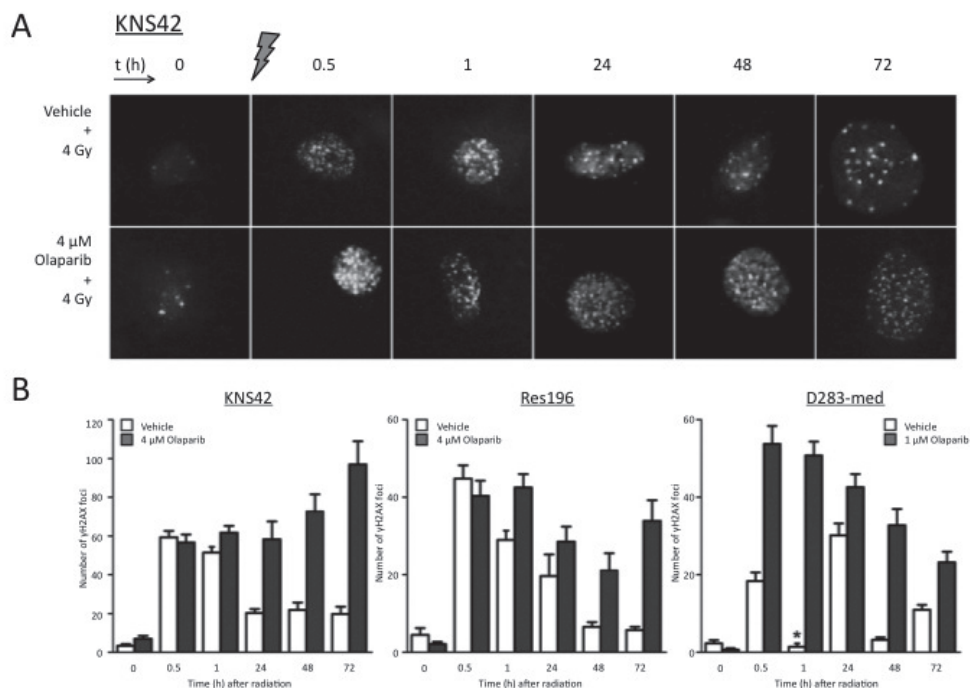 A
KNS42
t (h) 0 0.5 1 24 48 72
Vehicle
+
4 Gy
4 µM
Olaparib
+
4 Gy
B
KNS42
Vehicle
4 µM Olaparib
Number of γH2AX foci
120
100
80
60
40
20
0
0 0.5 1 24 48 72
Time (h) after radiation
Res196
Vehicle
4 µM Olaparib
Number of γH2AX foci
60
40
20
0
0 0.5 1 24 48 72
Time (h) after radiation
D283-med
Vehicle
1 µM Olaparib
Number of γH2AX foci
60
40
20
0
*
0 0.5 1 24 48 72
Time (h) after radiation